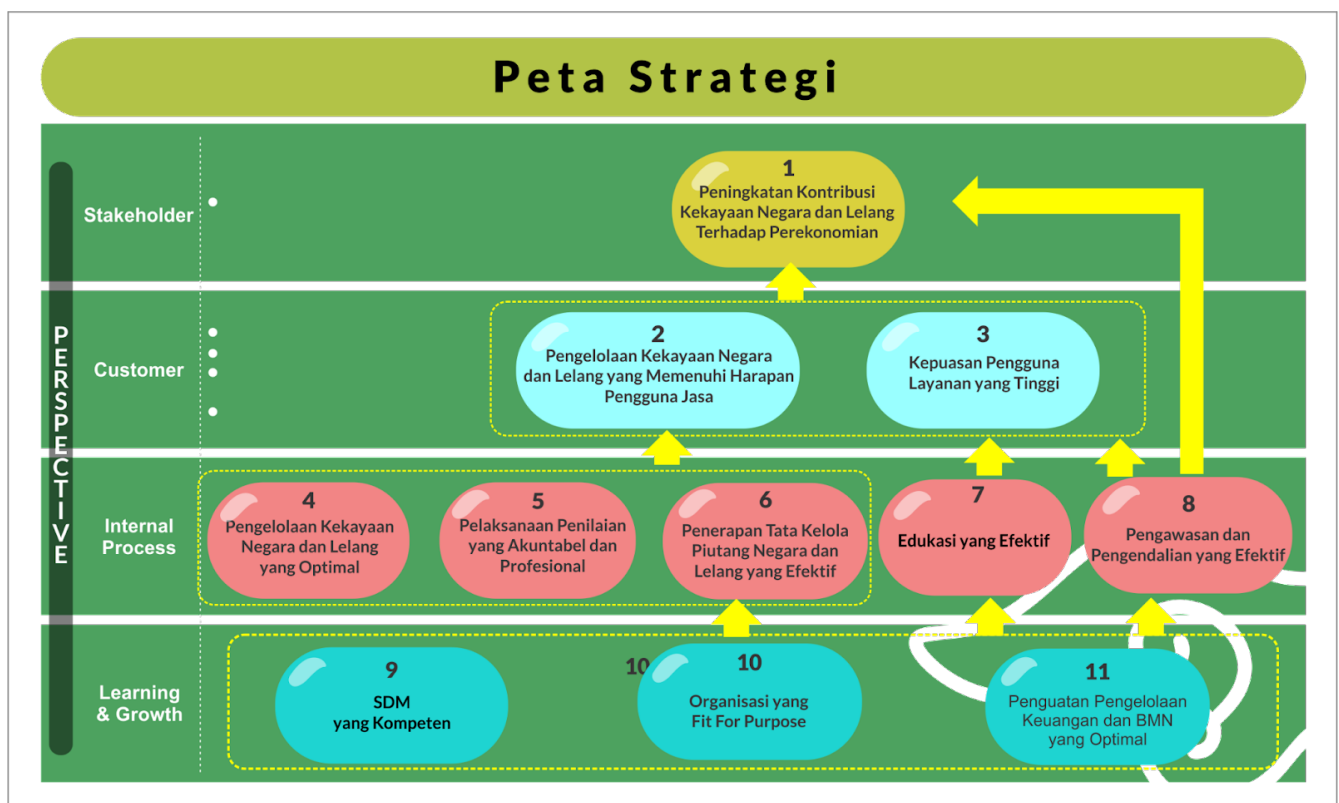 Peta Strategi
PERSPECTIVE
Stakeholder
1
Peningkatan Kontribusi
Kekayaan Negara dan Lelang
Terhadap Perekonomian
Customer
2
Pengelolaan Kekayaan Negara
dan Lelang yang Memenuhi Harapan
Pengguna Jasa
3
Kepuasan Pengguna
Layanan yang Tinggi
Internal
Process
4
Pengelolaan Kekayaan
Negara dan Lelang
yang Optimal
5
Pelaksanaan Penilaian
yang Akuntabel dan
Profesional
6
Penerapan Tata Kelola
Piutang Negara dan
Lelang yang Efektif
7
Edukasi yang Efektif
8
Pengawasan dan
Pengendalian yang Efektif
Learning
& Growth
9
SDM
yang Kompeten
10
10
Organisasi yang
Fit For Purpose
11
Penguatan Pengelolaan
Keuangan dan BMN
yang Optimal